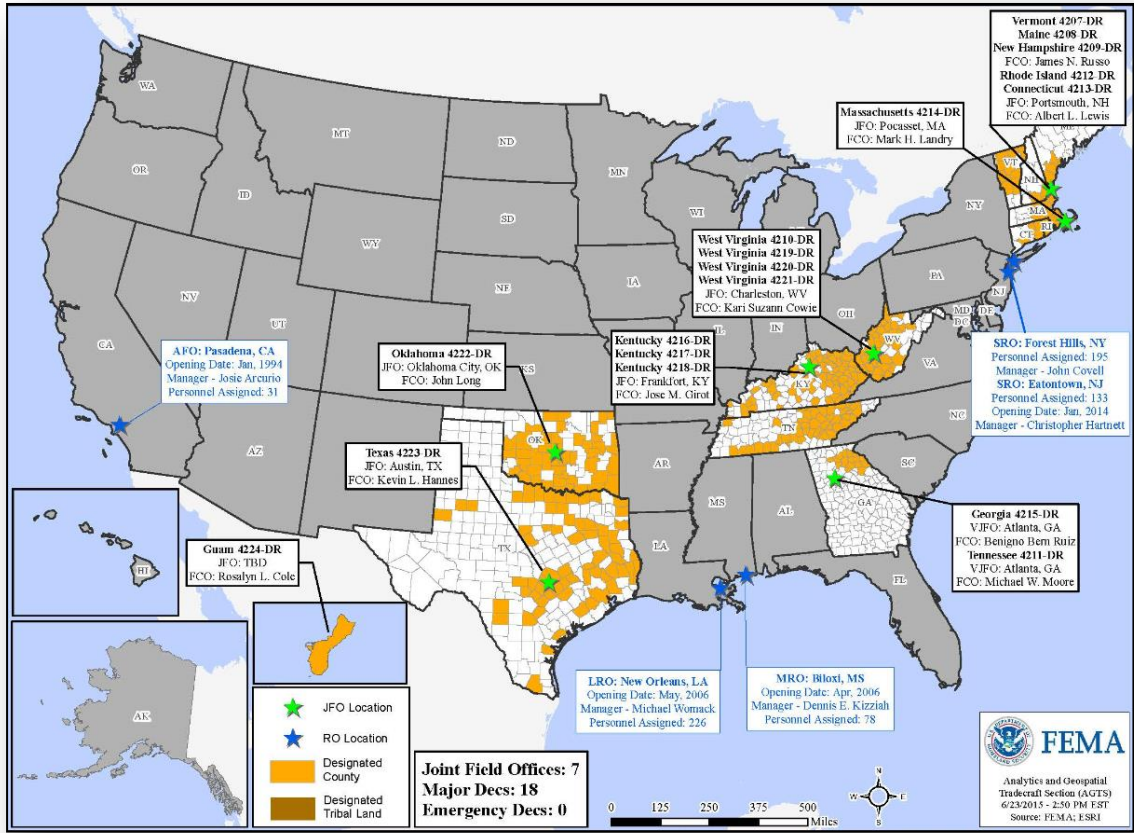 Vermont 4207-DR
Maine 4208-DR
New Hampshire 4209-DR
FCO: James N. Russo
Rhode Island 4212-DR
Connecticut 4213-DR
JFO: Portsmouth, NH
FCO: Albert L. Lewis
Massachusetts 4214-DR
JFO: Pocasset, MA
FCO: Mark H. Landry
WA
MT
ND
MN
OR
ID
SD
WI
WY
NY
VT
NH
ME
MA
CT
RI
West Virginia 4210-DR
West Virginia 4219-DR
West Virginia 4220-DR
West Virginia 4221-DR
JFO: Charleston, WV
FCO: Kari Suzann Cowie
NE
IA
PA
NJ
NV
UT
IL
IN
OH
MD
DE
DC
CA
WV
VA
AFO: Pasadena, CA
Opening Date: Jan, 1994
Manager - Josie Arcurio
Personnel Assigned: 31
Oklahoma 4222-DR
JFO: Oklahoma City, OK
FCO: John Long
KS
Kentucky 4216-DR
Kentucky 4217-DR
Kentucky 4218-DR
JFO: Frankfort, KY
FCO: Jose M. Girot
KY
SRO: Forest Hills, NY
Personnel Assigned: 195
Manager - John Covell
SRO: Eatontown, NJ
Personnel Assigned: 133
Opening Date: Jan, 2014
Manager - Christopher Hartnett
AZ
OK
TN
NC
AR
SC
Texas 4223-DR
JFO: Austin, TX
FCO: Kevin L. Hannes
MS
AL
GA
TX
LA
FL
Georgia 4215-DR
VJFO: Atlanta, GA
FCO: Benigno Bern Ruiz
Tennessee 4211-DR
VJFO: Atlanta, GA
FCO: Michael W. Moore
HI
Guam 4224-DR
JFO: TBD
FCO: Rosalyn L. Cole
LRO: New Orleans, LA
Opening Date: May, 2006
Manager - Michael Womack
Personnel Assigned: 226
MRO: Biloxi, MS
Opening Date: Apr, 2006
Manager - Dennis E. Kizziah
Personnel Assigned: 78
AK
JFO Location
RO Location
Designated
County
Designated
Tribal Land
Joint Field Offices: 7
Major Decs: 18
Emergency Decs: 0
0 125 250 375 500
Miles
N
W E
S
FEMA
Analytics and Geospatial
Tradecraft Section (AGTS)
6/23/2015 - 2:50 PM EST
Source: FEMA; ESRI